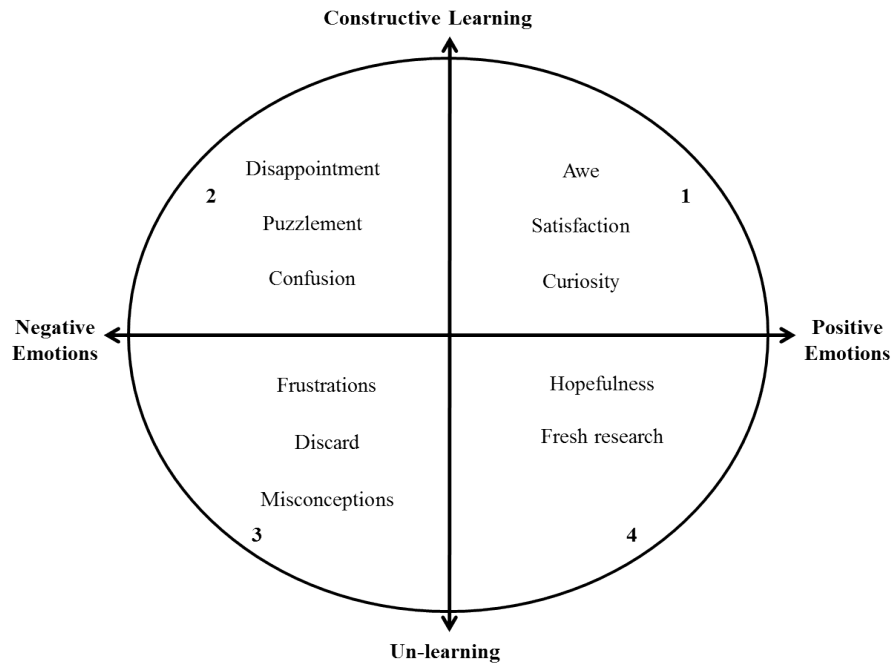 Constructive Learning
Disappointment
Puzzlement
Confusion
2
Awe
Satisfaction
Curiosity
1
Negative
Emotions
Positive
Emotions
Frustrations
Discard
Misconceptions
3
Hopefulness
Fresh research
4
Un-learning